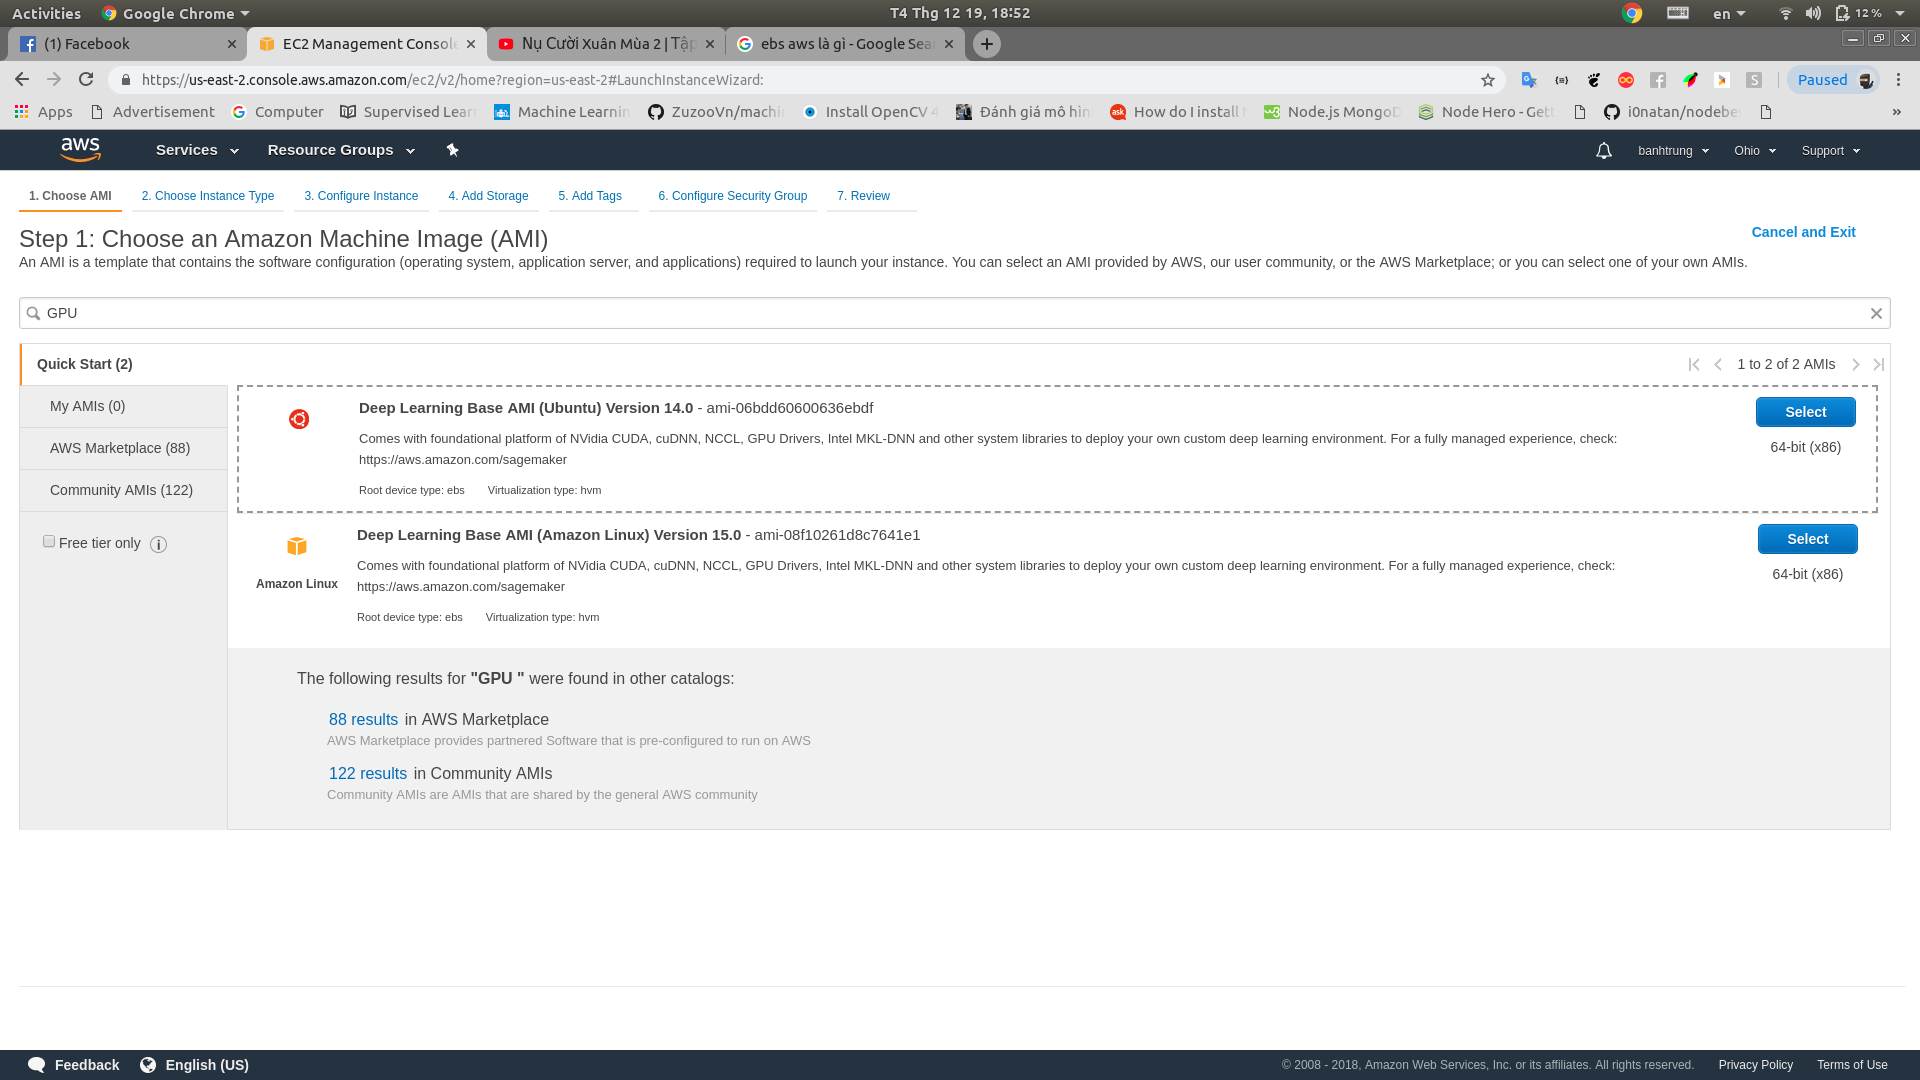 Activities Google Chrome T4 Thg 12 19, 18:52 en 12 %
(1) Facebook EC2 Management Console Nụ Cười Xuân Mùa 2 | Tập ebs aws là gì - Google Sear
https://us-east-2.console.aws.amazon.com/ec2/v2/home?region=us-east-2#LaunchInstanceWizard: Paused
Apps Advertisement Computer Supervised Lear Machine Learnin ZuzooVn/machi Install OpenCV 4 Đánh giá mô hìn How do I install Node.js MongoD Node Hero - Gett i0natan/nodebes »
aws Services Resource Groups banhtrung Ohio Support
1. Choose AMI 2. Choose Instance Type 3. Configure Instance 4. Add Storage 5. Add Tags 6. Configure Security Group 7. Review
Step 1: Choose an Amazon Machine Image (AMI) Cancel and Exit
An AMI is a template that contains the software configuration (operating system, application server, and applications) required to launch your instance. You can select an AMI provided by AWS, our user community, or the AWS Marketplace; or you can select one of your own AMIs.
GPU
Quick Start (2) 1 to 2 of 2 AMIs
My AMIs (0)
AWS Marketplace (88)
Community AMIs (122)
Free tier only
Deep Learning Base AMI (Ubuntu) Version 14.0 - ami-06bdd60600636ebdf Select
Comes with foundational platform of NVidia CUDA, cuDNN, NCCL, GPU Drivers, Intel MKL-DNN and other system libraries to deploy your own custom deep learning environment. For a fully managed experience, check: 64-bit (x86)
https://aws.amazon.com/sagemaker
Root device type: ebs Virtualization type: hvm
Deep Learning Base AMI (Amazon Linux) Version 15.0 - ami-08f10261d8c7641e1 Select
Comes with foundational platform of NVidia CUDA, cuDNN, NCCL, GPU Drivers, Intel MKL-DNN and other system libraries to deploy your own custom deep learning environment. For a fully managed experience, check: 64-bit (x86)
Amazon Linux https://aws.amazon.com/sagemaker
Root device type: ebs Virtualization type: hvm
The following results for "GPU " were found in other catalogs:
88 results in AWS Marketplace
AWS Marketplace provides partnered Software that is pre-configured to run on AWS
122 results in Community AMIs
Community AMIs are AMIs that are shared by the general AWS community
Feedback English (US) © 2008 - 2018, Amazon Web Services, Inc. or its affiliates. All rights reserved. Privacy Policy Terms of Use